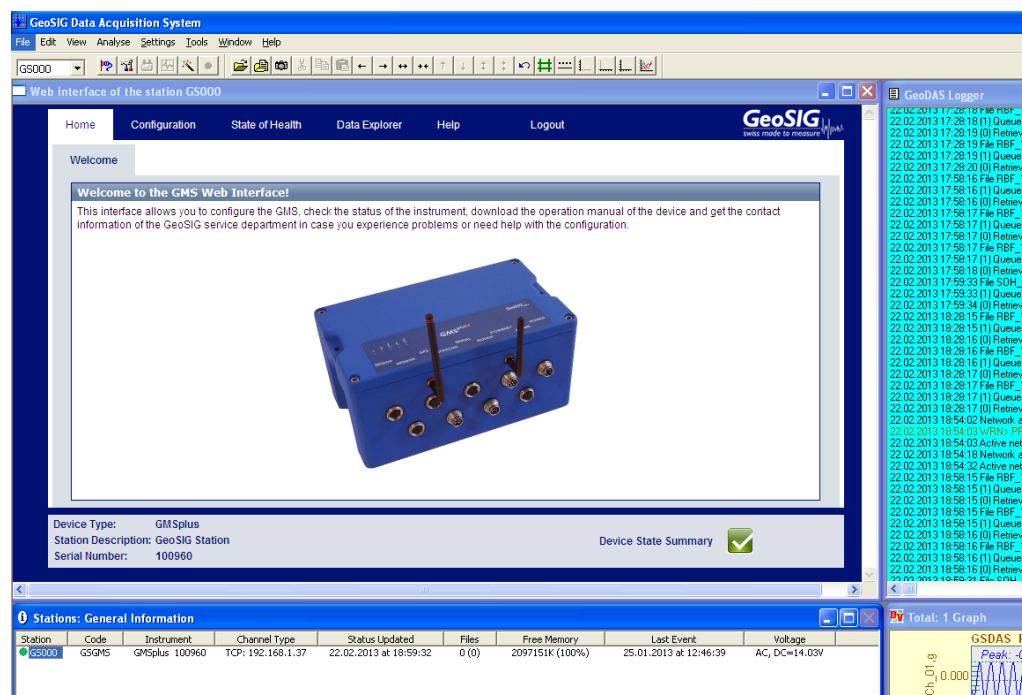 GeoSIG Data Acquisition System
File Edit View Analyse Settings Tools Window Help
GS000
Web interface of the station GS000
Home Configuration State of Health Data Explorer Help Logout
GeoSIG
swiss made to measure
Welcome
Welcome to the GMS Web Interface!
This interface allows you to configure the GMS, check the status of the instrument, download the operation manual of the device and get the contact
information of the GeoSIG service department in case you experience problems or need help with the configuration.
GMSplus
Device Type: GMSplus
Station Description: GeoSIG Station
Serial Number: 100960
Device State Summary
GeoDAS Logger
22.02.2013 17:28:18 File RBF_
22.02.2013 17:28:18 (1) Queue
22.02.2013 17:28:19 (0) Retriev
22.02.2013 17:28:19 File RBF_
22.02.2013 17:28:19 (1) Queue
22.02.2013 17:28:20 (0) Retriev
22.02.2013 17:58:16 File RBF_
22.02.2013 17:58:16 (1) Queue
22.02.2013 17:58:16 (0) Retriev
22.02.2013 17:58:17 File RBF_
22.02.2013 17:58:17 (1) Queue
22.02.2013 17:58:17 (0) Retriev
22.02.2013 17:58:17 File RBF_
22.02.2013 17:58:17 (1) Queue
22.02.2013 17:58:18 (0) Retriev
22.02.2013 17:59:33 File SOH_
22.02.2013 17:59:33 (1) Queue
22.02.2013 17:59:34 (0) Retriev
22.02.2013 18:28:15 File RBF_
22.02.2013 18:28:15 (1) Queue
22.02.2013 18:28:16 (0) Retriev
22.02.2013 18:28:16 File RBF_
22.02.2013 18:28:16 (1) Queue
22.02.2013 18:28:17 (0) Retriev
22.02.2013 18:28:17 File RBF_
22.02.2013 18:28:17 (1) Queue
22.02.2013 18:28:17 (0) Retriev
22.02.2013 18:54:02 Network a
22.02.2013 18:54:03 WRN> PF
22.02.2013 18:54:03 Active net
22.02.2013 18:54:18 Network a
22.02.2013 18:54:32 Active net
22.02.2013 18:58:15 File RBF_
22.02.2013 18:58:15 (1) Queue
22.02.2013 18:58:15 (0) Retriev
22.02.2013 18:58:15 File RBF_
22.02.2013 18:58:15 (1) Queue
22.02.2013 18:58:16 (0) Retriev
22.02.2013 18:58:16 File RBF_
22.02.2013 18:58:16 (1) Queue
22.02.2013 18:58:16 (0) Retriev
22.02.2013 18:59:31 File SOH_
Stations: General Information
Station Code Instrument Channel Type Status Updated Files Free Memory Last Event Voltage
GS000 GSGMS GMSplus 100960 TCP: 192.168.1.37 22.02.2013 at 18:59:32 0 (0) 2097151K (100%) 25.01.2013 at 12:46:39 AC, DC=14.03V
Total: 1 Graph
GSDAS
Peak:
Ch_01,g
0.000